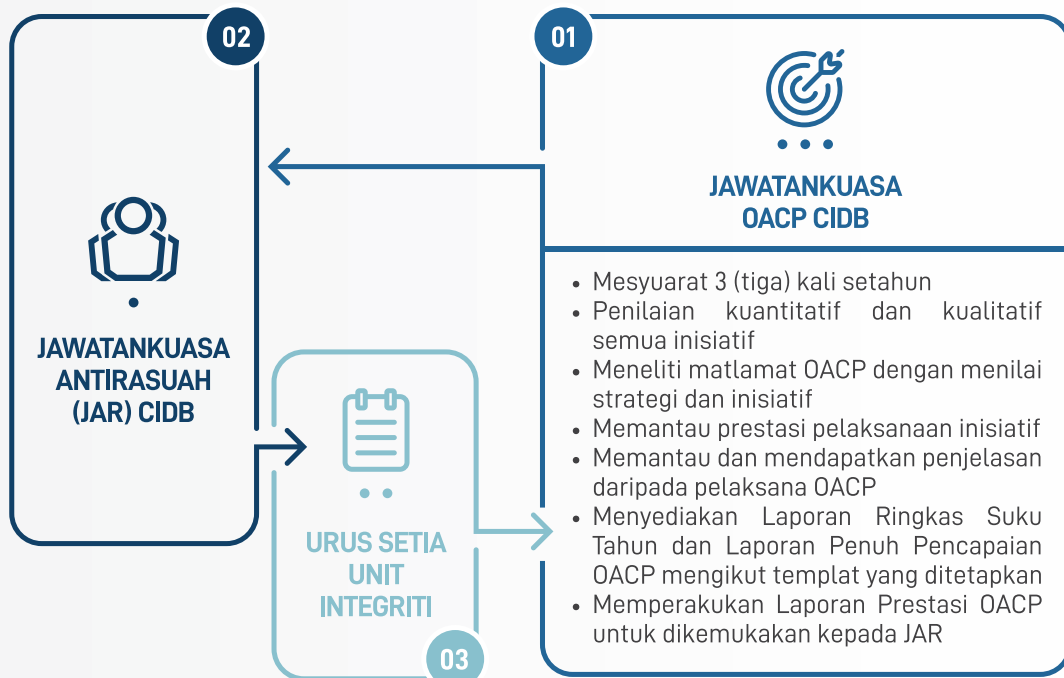 01
JAWATANKUASA
OACP CIDB
• Mesyuarat 3 (tiga) kali setahun
• Penilaian kuantitatif dan kualitatif
semua inisiatif
• Meneliti matlamat OACP dengan menilai
strategi dan inisiatif
• Memantau prestasi pelaksanaan inisiatif
• Memantau dan mendapatkan penjelasan
daripada pelaksana OACP
• Menyediakan Laporan Ringkas Suku
Tahun dan Laporan Penuh Pencapaian
OACP mengikut templat yang ditetapkan
• Memperakukan Laporan Prestasi OACP
untuk dikemukakan kepada JAR
02
JAWATANKUASA
ANTIRASUAH
(JAR) CIDB
URUS SETIA
UNIT
INTEGRITI
03